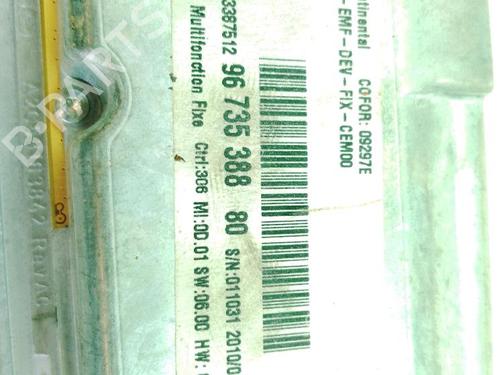 ntinental COFOR: 09297E
-EMF-DEV-FIX-CEM00
3387512 96 735 388 80 S/N:011031 2010/0
Multifonction Fixe Ctrl:306 MI:0D.01 SW:06.00 HW:
B-PARTS